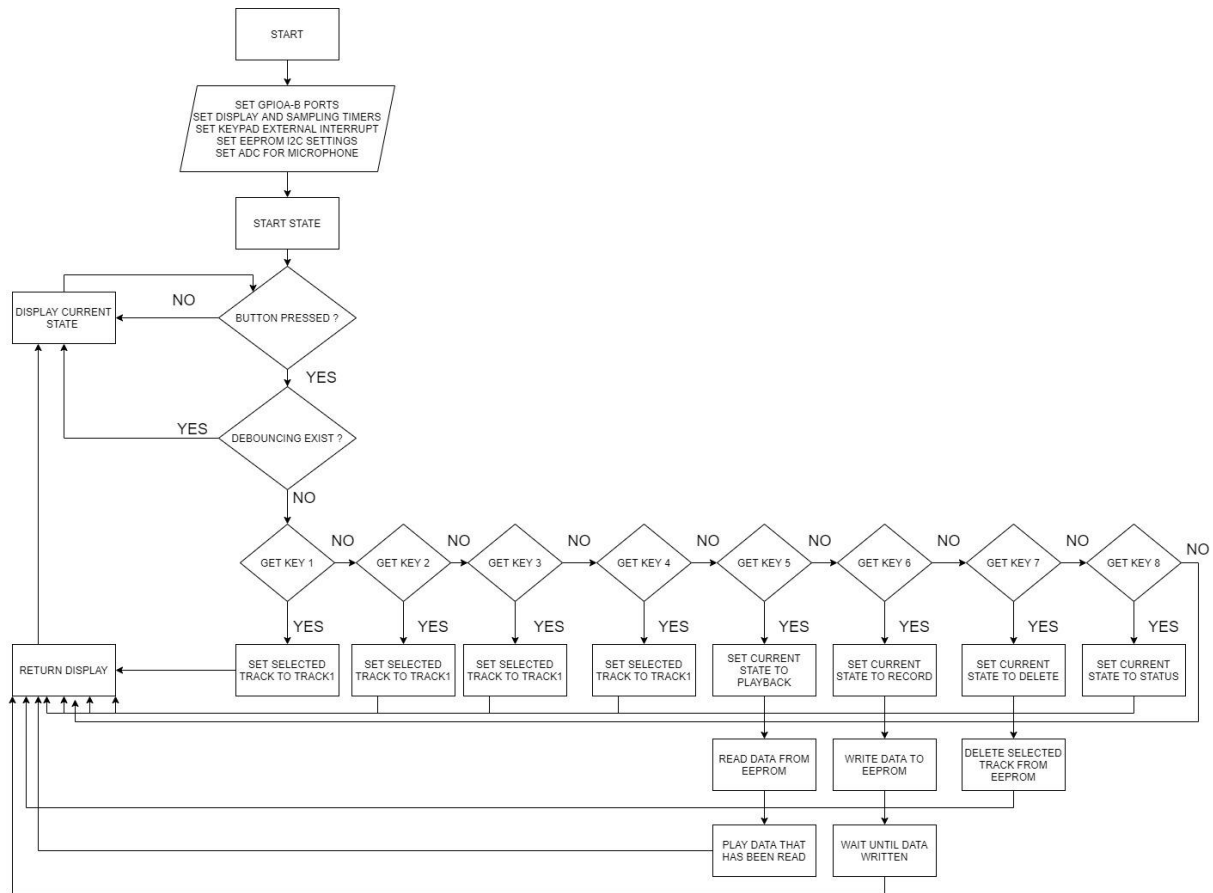 START
SET GPIOA-B PORTS
SET DISPLAY AND SAMPLING TIMERS
SET KEYPAD EXTERNAL INTERRUPT
SET EEPROM I2C SETTINGS
SET ADC FOR MICROPHONE
START STATE
DISPLAY CURRENT
STATE
NO
BUTTON PRESSED ?
YES
YES
DEBOUNCING EXIST ?
NO
GET KEY 1
NO
GET KEY 2
NO
GET KEY 3
NO
GET KEY 4
NO
GET KEY 5
NO
GET KEY 6
NO
GET KEY 7
NO
GET KEY 8
NO
YES
YES
YES
YES
YES
YES
YES
YES
RETURN DISPLAY
SET SELECTED
TRACK TO TRACK1
SET SELECTED
TRACK TO TRACK1
SET SELECTED
TRACK TO TRACK1
SET SELECTED
TRACK TO TRACK1
SET CURRENT
STATE TO
PLAYBACK
SET CURRENT
STATE TO RECORD
SET CURRENT
STATE TO DELETE
SET CURRENT
STATE TO STATUS
READ DATA FROM
EEPROM
WRITE DATA TO
EEPROM
DELETE SELECTED
TRACK FROM
EEPROM
PLAY DATA THAT
HAS BEEN READ
WAIT UNTIL DATA
WRITTEN